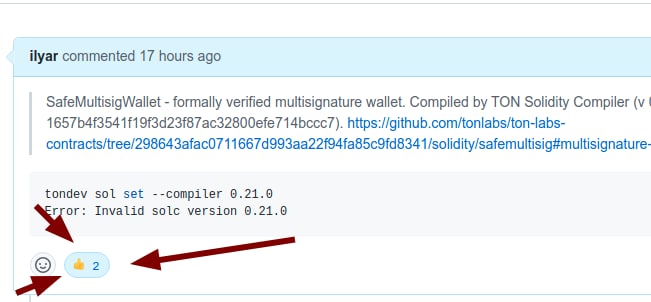 ilyar commented 17 hours ago
SafeMultisigWallet - formally verified multisignature wallet. Compiled by TON Solidity Compiler (v
1657b4f3541f19f3d23f87ac32800efe714bccc7). https://github.com/tonlabs/ton-labs-
contracts/tree/298643afac0711667d993aa22f94fa85c9fd8341/solidity/safemultisig#multisignature-
tondev sol set --compiler 0.21.0
Error: Invalid solc version 0.21.0
2